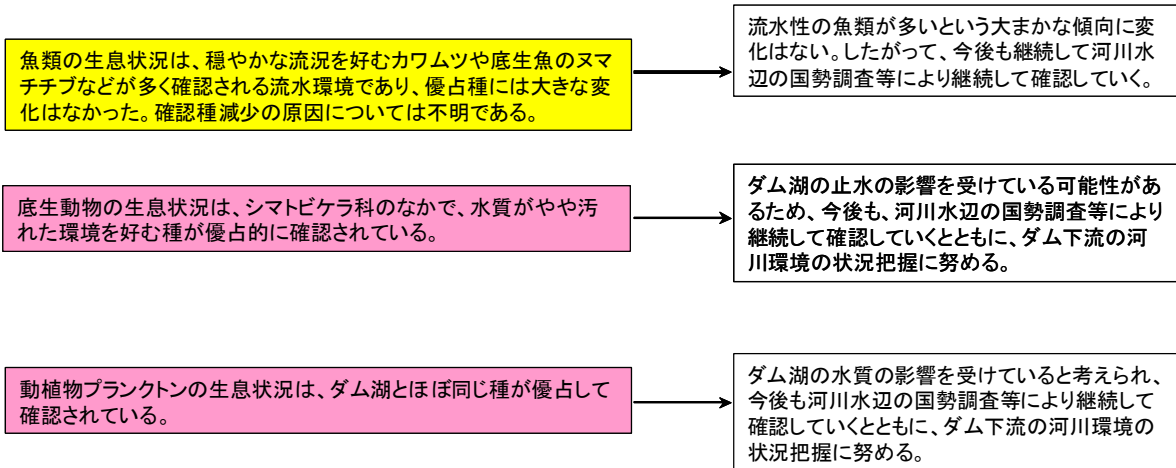 魚類の生息状況は、穏やかな流況を好むカワムツや底生魚のヌマ
チチブなどが多く確認される流水環境であり、優占種には大きな変
化はなかった。確認種減少の原因については不明である。
流水性の魚類が多いという大まかな傾向に変
化はない。したがって、今後も継続して河川水
辺の国勢調査等により継続して確認していく。
底生動物の生息状況は、シマトビケラ科のなかで、水質がやや汚
れた環境を好む種が優占的に確認されている。
ダム湖の止水の影響を受けている可能性があ
るため、今後も、河川水辺の国勢調査等により
継続して確認していくとともに、ダム下流の河
川環境の状況把握に努める。
動植物プランクトンの生息状況は、ダム湖とほぼ同じ種が優占して
確認されている。
ダム湖の水質の影響を受けていると考えられ、
今後も河川水辺の国勢調査等により継続して
確認していくとともに、ダム下流の河川環境の
状況把握に努める。